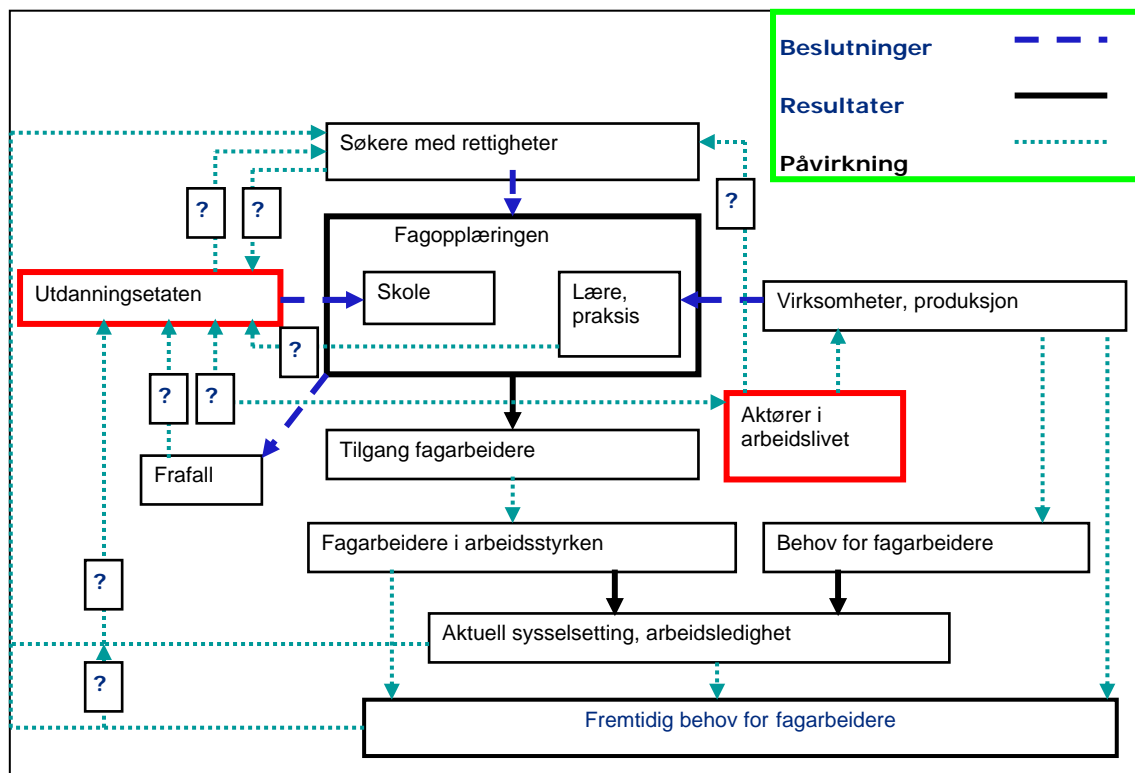 Beslutninger
Resultater
Påvirkning
Søkere med rettigheter
?
?
?
Fagopplæringen
Utdanningsetaten
Skole
Lære,
praksis
Virksomheter, produksjon
?
?
?
Aktører i
arbeidslivet
Tilgang fagarbeidere
Frafall
Fagarbeidere i arbeidsstyrken
Behov for fagarbeidere
?
Aktuell sysselsetting, arbeidsledighet
?
Fremtidig behov for fagarbeidere